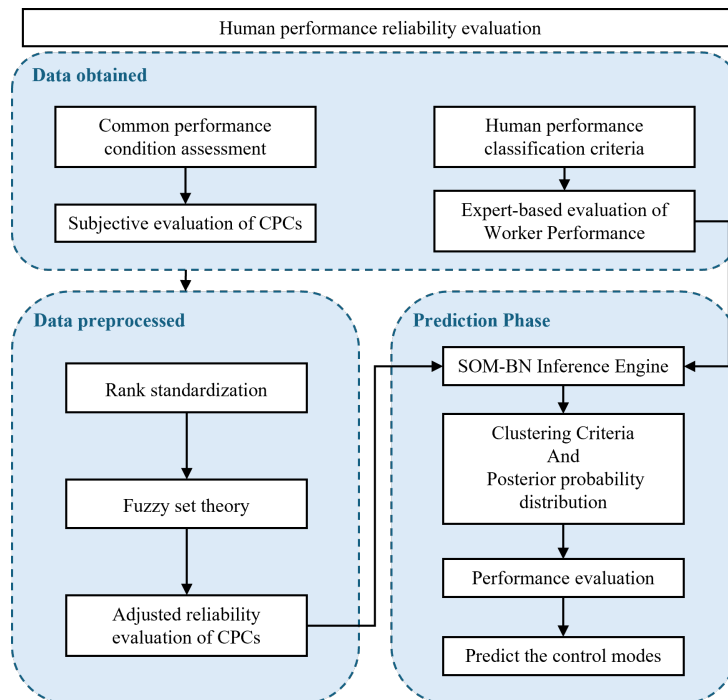 Human performance reliability evaluation
Data obtained
Common performance
condition assessment
Subjective evaluation of CPCs
Human performance
classification criteria
Expert-based evaluation of
Worker Performance
Data preprocessed
Rank standardization
Fuzzy set theory
Adjusted reliability
evaluation of CPCs
Prediction Phase
SOM-BN Inference Engine
Clustering Criteria
And
Posterior probability
distribution
Performance evaluation
Predict the control modes